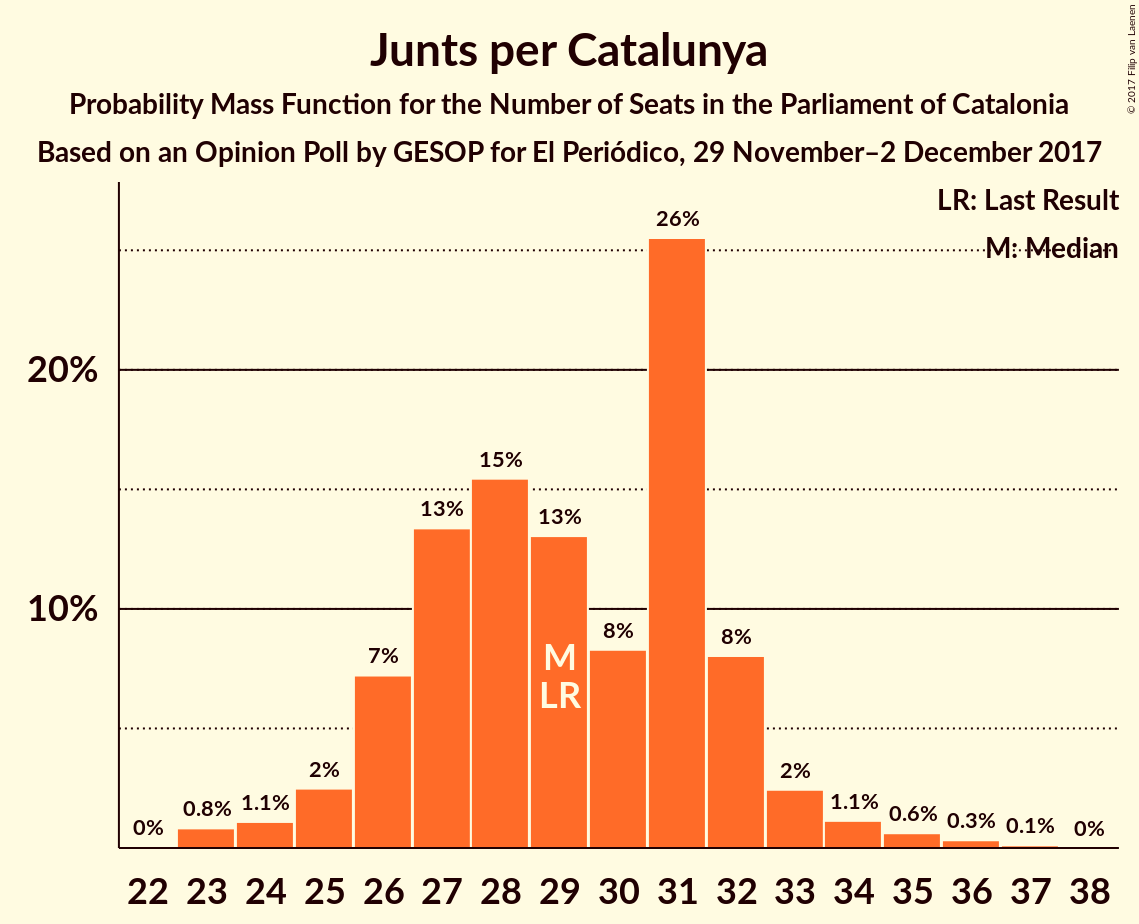 Junts per Catalunya
Probability Mass Function for the Number of Seats in the Parliament of Catalonia
Based on an Opinion Poll by GESOP for El Periódico, 29 November–2 December 2017
© 2017 Filip van Laenen
LR: Last Result
M: Median
20%
10%
0%
0.8%
1.1%
2%
7%
13%
15%
13%
8%
26%
8%
2%
1.1%
0.6%
0.3%
0.1%
0%
M
LR
22 23 24 25 26 27 28 29 30 31 32 33 34 35 36 37 38